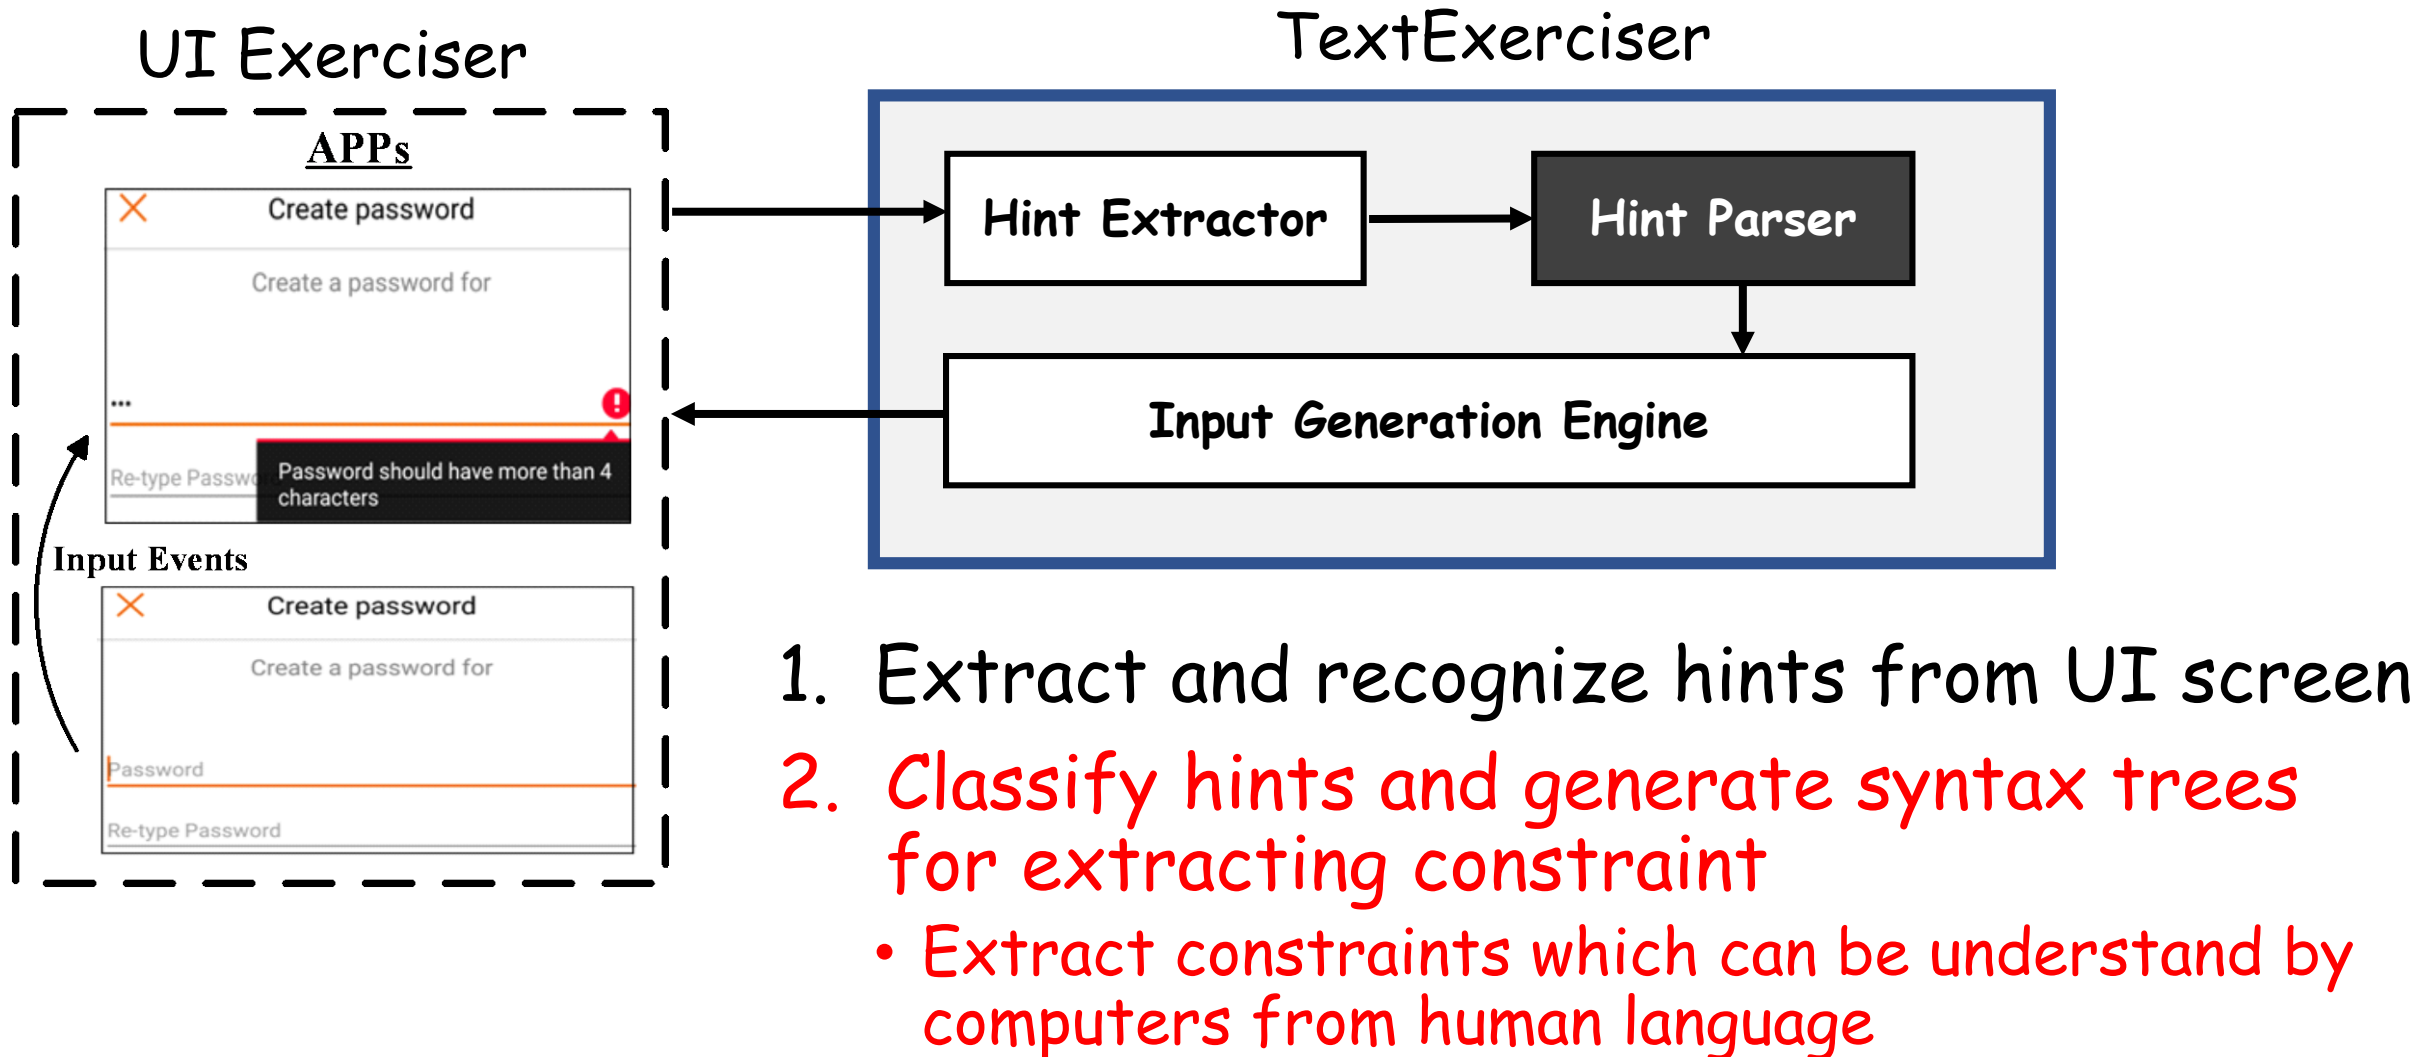 UI Exerciser
APPs
Create password
Create a password for
•••
Re-type Passwo
Password should have more than 4
characters
Input Events
Create password
Create a password for
Password
Re-type Password
TextExerciser
Hint Extractor
Hint Parser
Input Generation Engine
1. Extract and recognize hints from UI screen
2. Classify hints and generate syntax trees
for extracting constraint
• Extract constraints which can be understand by
computers from human language